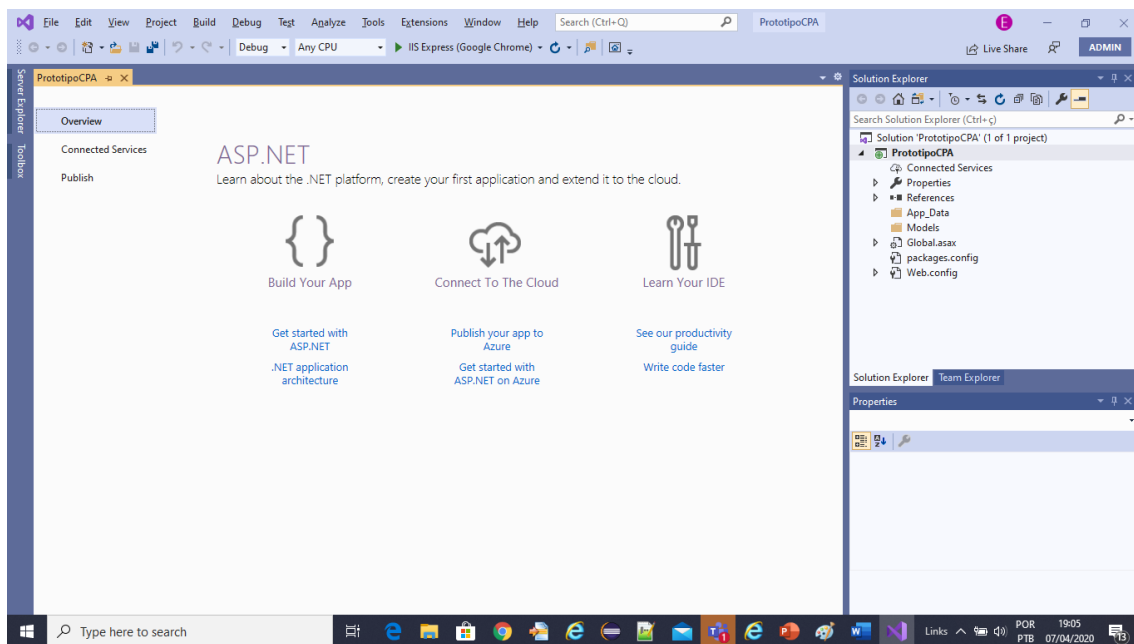 File Edit View Project Build Debug Test Analyze Tools Extensions Window Help Search (Ctrl+Q) PrototipoCPA E
Debug Any CPU IIS Express (Google Chrome) Live Share ADMIN
Server Explorer
Toolbox
PrototipoCPA
Overview
Connected Services
Publish
ASP.NET
Learn about the .NET platform, create your first application and extend it to the cloud.
Build Your App
Connect To The Cloud
Learn Your IDE
Get started with
ASP.NET
.NET application
architecture
Publish your app to
Azure
Get started with
ASP.NET on Azure
See our productivity
guide
Write code faster
Solution Explorer
Search Solution Explorer (Ctrl+ç)
Solution 'PrototipoCPA' (1 of 1 project)
PrototipoCPA
Connected Services
Properties
References
App_Data
Models
Global.asax
packages.config
Web.config
Solution Explorer Team Explorer
Properties
Type here to search
Links
POR
PTB
19:05
07/04/2020
13